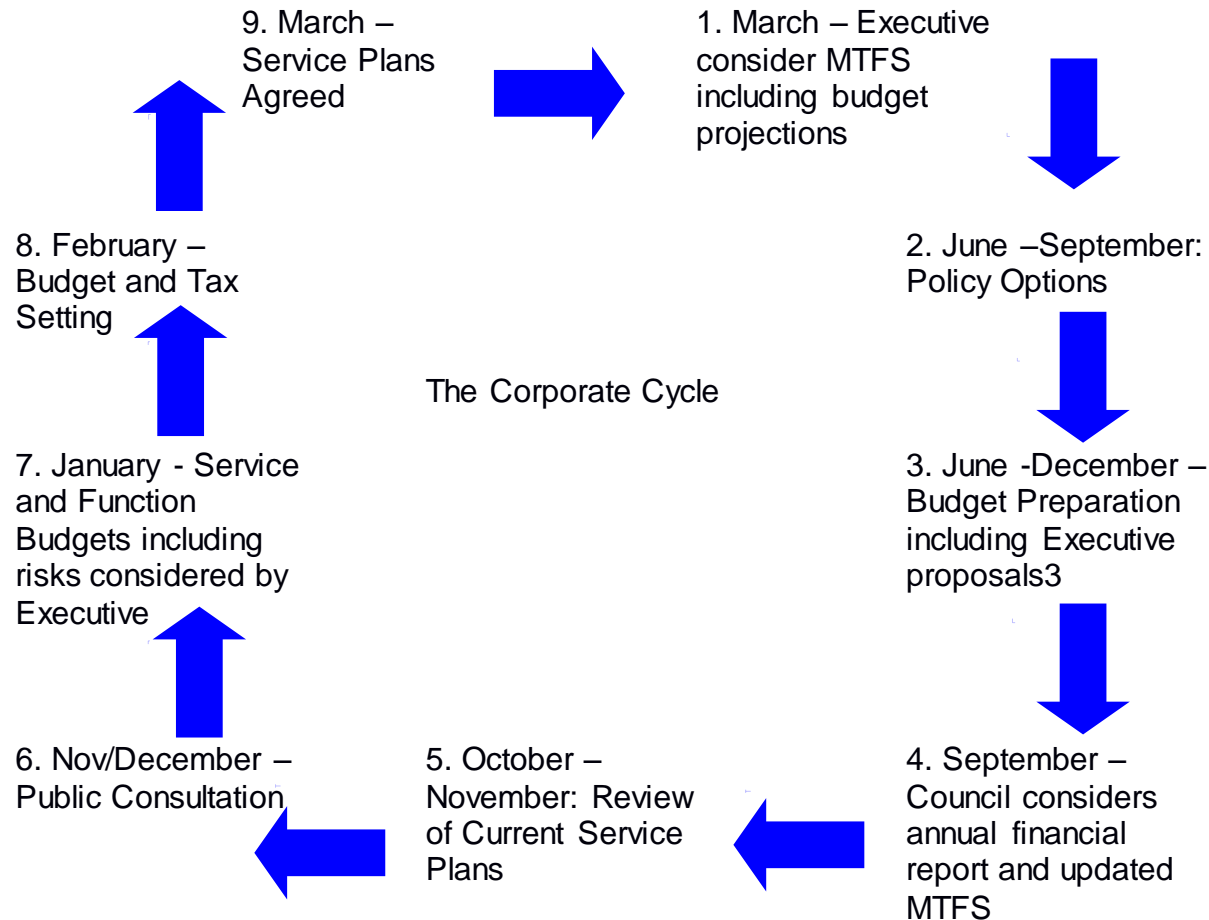 9. March –
Service Plans
Agreed
1. March – Executive
consider MTFS
including budget
projections
8. February –
Budget and Tax
Setting
2. June –September:
Policy Options
The Corporate Cycle
7. January - Service
and Function
Budgets including
risks considered by
Executive
3. June -December –
Budget Preparation
including Executive
proposals3
6. Nov/December –
Public Consultation
5. October –
November: Review
of Current Service
Plans
4. September –
Council considers
annual financial
report and updated
MTFS